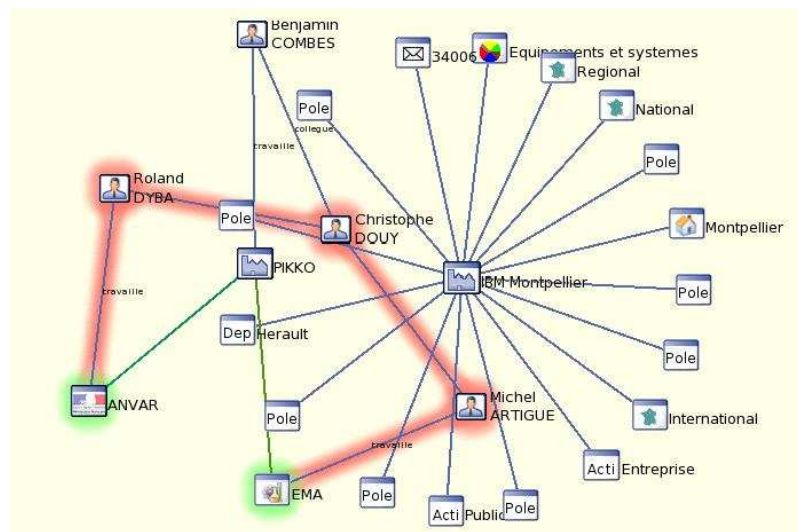 Benjamin
COMBES
34006
Equipements et systemes
Regional
Pole
National
collegue
travaille
Pole
Roland
DYBA
Pole
Christophe
DOUY
Montpellier
PIKKO
IBM Montpellier
travaille
Pole
Dep Herault
Pole
ANVAR
Michel
ARTIGUE
Pole
International
travaille
Acti Entreprise
EMA
Pole
Acti Public
Pole